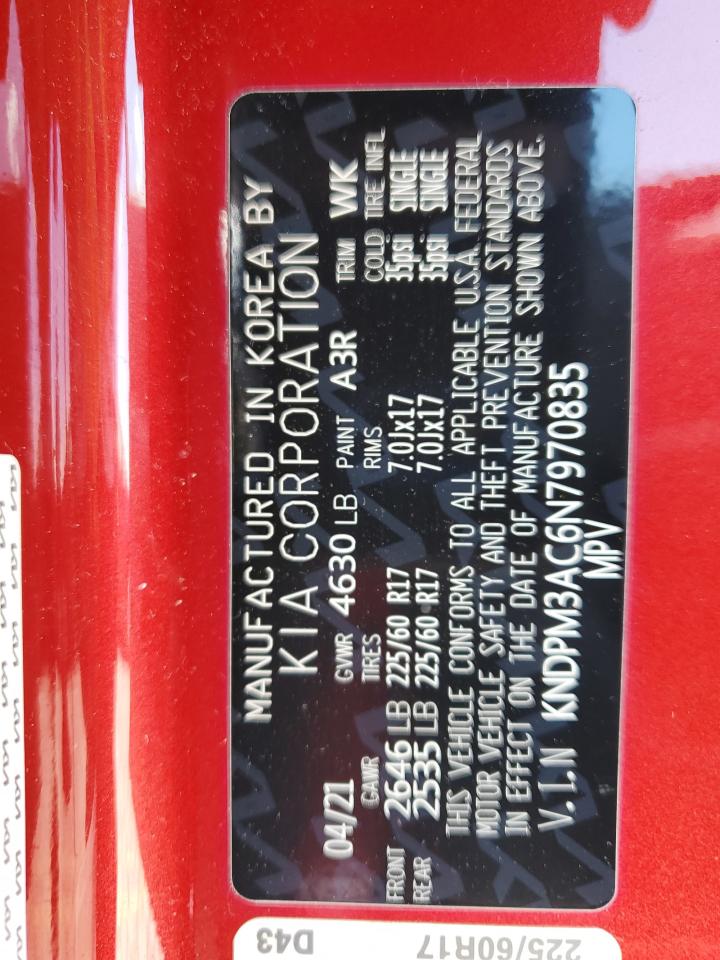 MANUFACTURED IN KOREA BY
KIA CORPORATION
04/21 GVWR 4630 LB PAINT A3R TRIM WK
GAWR TIRES RIMS COLD TIRE INFL
FRONT 2646 LB 225/60 R17 7.0Jx17 35psi SINGLE
REAR 2535 LB 225/60 R17 7.0Jx17 35psi SINGLE
THIS VEHICLE CONFORMS TO ALL APPLICABLE U.S.A. FEDERAL
MOTOR VEHICLE SAFETY AND THEFT PREVENTION STANDARDS
IN EFFECT ON THE DATE OF MANUFACTURE SHOWN ABOVE.
V.I.N KNDPM3AC6N7970835
MPV
D43
225/60R17